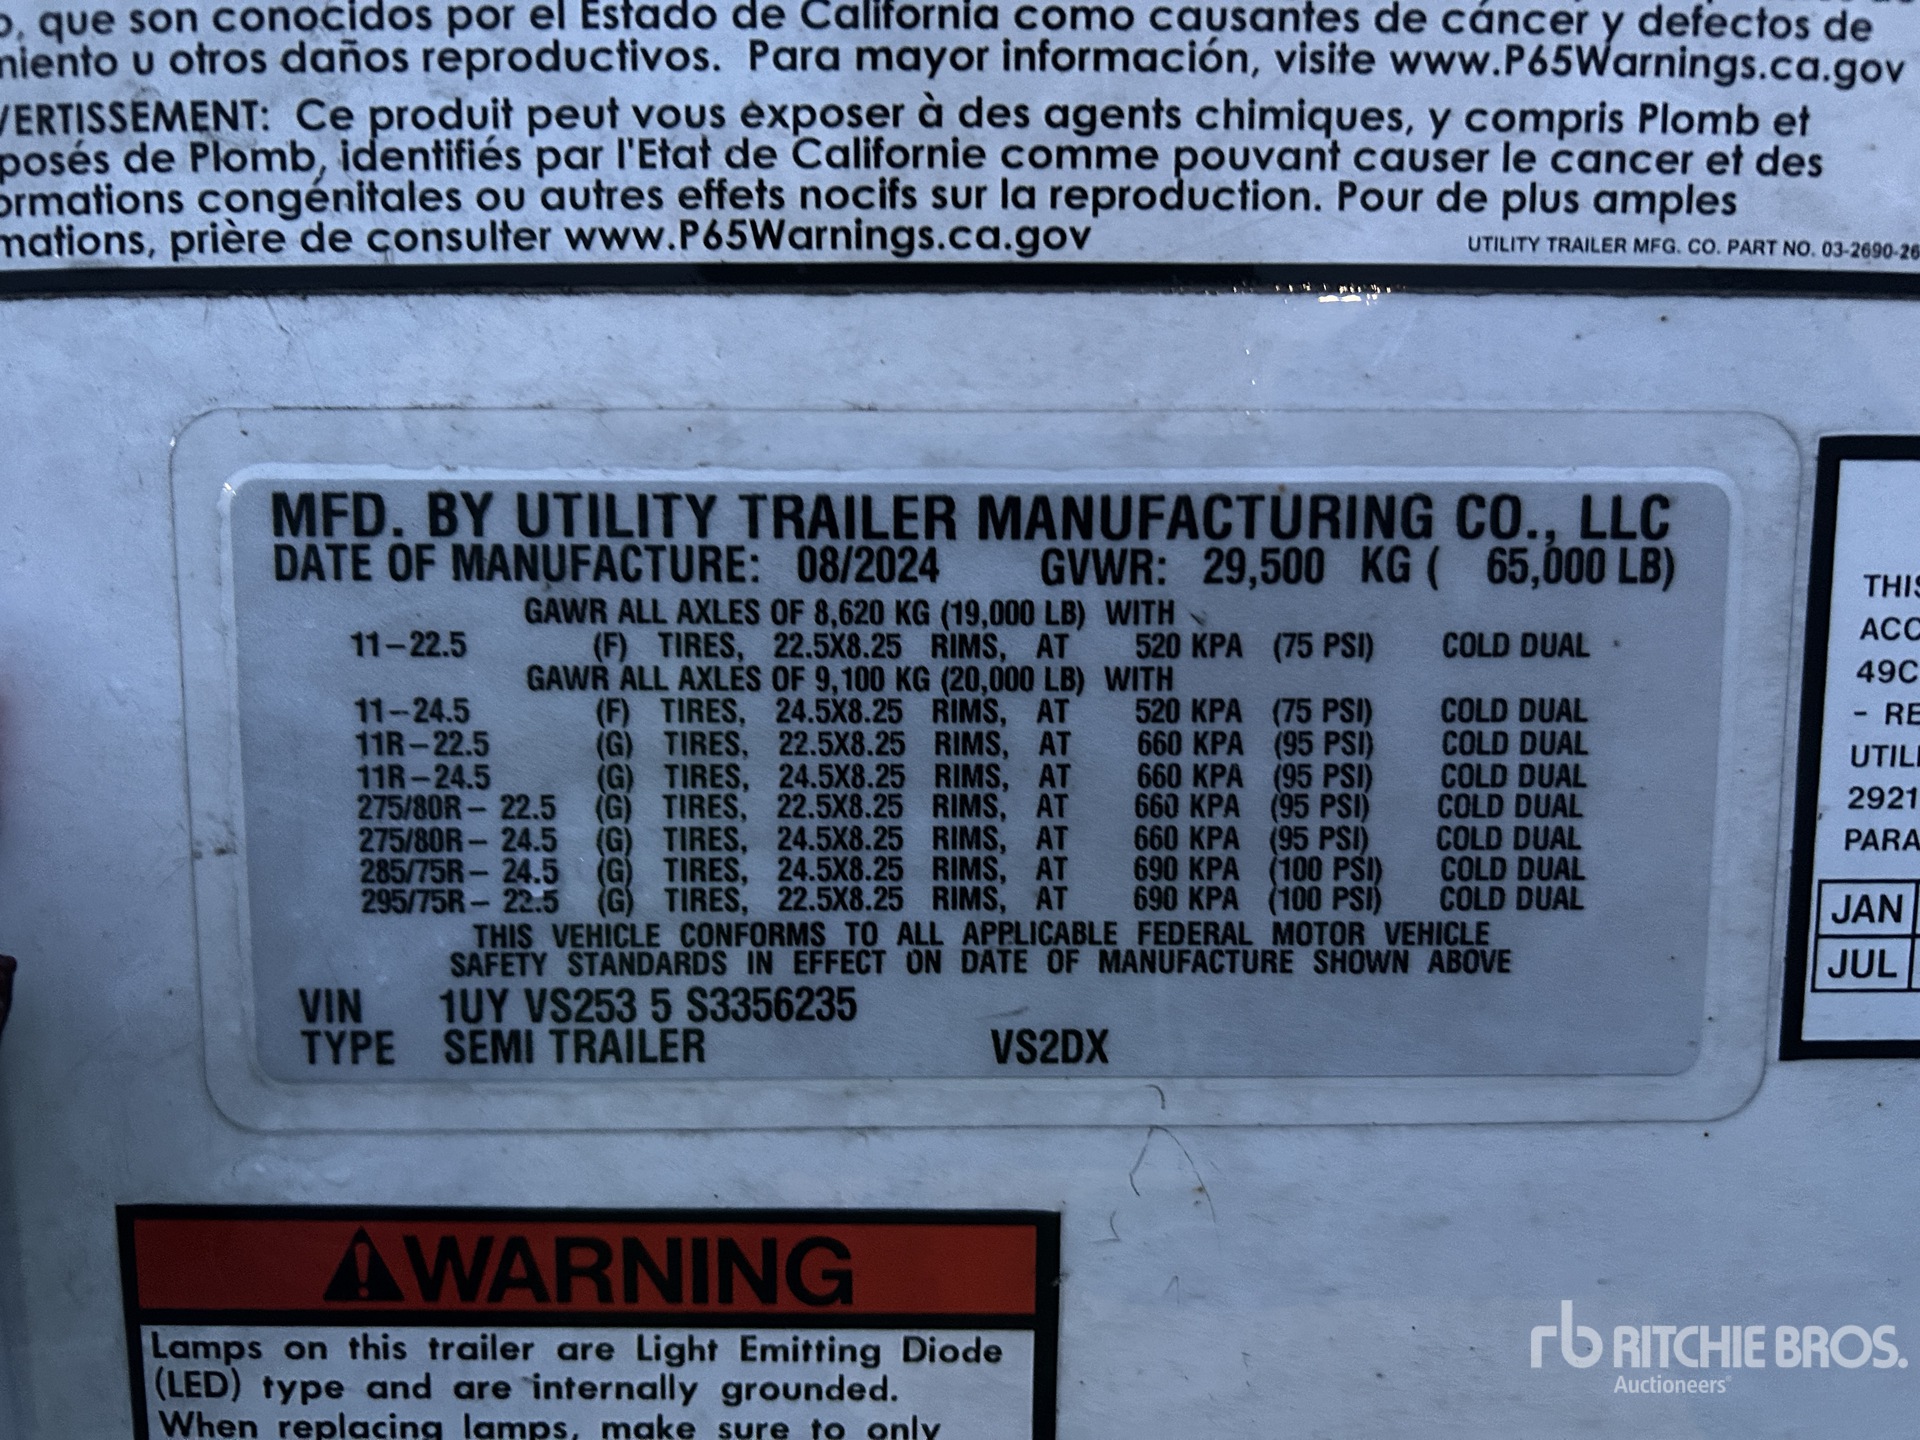 o, que son conocidos por el Estado de California como causantes de cáncer y defectos de
miento u otros daños reproductivos. Para mayor información, visite www.P65Warnings.ca.gov
VERTISSEMENT: Ce produit peut vous exposer à des agents chimiques, y compris Plomb et
posés de Plomb, identifiés par l'Etat de Californie comme pouvant causer le cancer et des
ormations congénitales ou autres effets nocifs sur la reproduction. Pour de plus amples
mations, prière de consulter www.P65Warnings.ca.gov
UTILITY TRAILER MFG. CO. PART NO. 03-2690-26
MFD. BY UTILITY TRAILER MANUFACTURING CO., LLC
DATE OF MANUFACTURE: 08/2024 GVWR: 29,500 KG ( 65,000 LB)
GAWR ALL AXLES OF 8,620 KG (19,000 LB) WITH
11-22.5 (F) TIRES, 22.5X8.25 RIMS, AT 520 KPA (75 PSI) COLD DUAL
GAWR ALL AXLES OF 9,100 KG (20,000 LB) WITH
11-24.5 (F) TIRES, 24.5X8.25 RIMS, AT 520 KPA (75 PSI) COLD DUAL
11R-22.5 (G) TIRES, 22.5X8.25 RIMS, AT 660 KPA (95 PSI) COLD DUAL
11R-24.5 (G) TIRES, 24.5X8.25 RIMS, AT 660 KPA (95 PSI) COLD DUAL
275/80R- 22.5 (G) TIRES, 22.5X8.25 RIMS, AT 660 KPA (95 PSI) COLD DUAL
275/80R- 24.5 (G) TIRES, 24.5X8.25 RIMS, AT 660 KPA (95 PSI) COLD DUAL
285/75R- 24.5 (G) TIRES, 24.5X8.25 RIMS, AT 690 KPA (100 PSI) COLD DUAL
295/75R- 22.5 (G) TIRES, 22.5X8.25 RIMS, AT 690 KPA (100 PSI) COLD DUAL
THIS VEHICLE CONFORMS TO ALL APPLICABLE FEDERAL MOTOR VEHICLE
SAFETY STANDARDS IN EFFECT ON DATE OF MANUFACTURE SHOWN ABOVE
VIN 1UY VS253 5 S3356235
TYPE SEMI TRAILER VS2DX
THIS
ACC
49C
- RE
UTILI
2921
PARA
JAN
JUL
WARNING
Lamps on this trailer are Light Emitting Diode
(LED) type and are internally grounded.
When replacing lamps, make sure to only
rb RITCHIE BROS.
Auctioneers